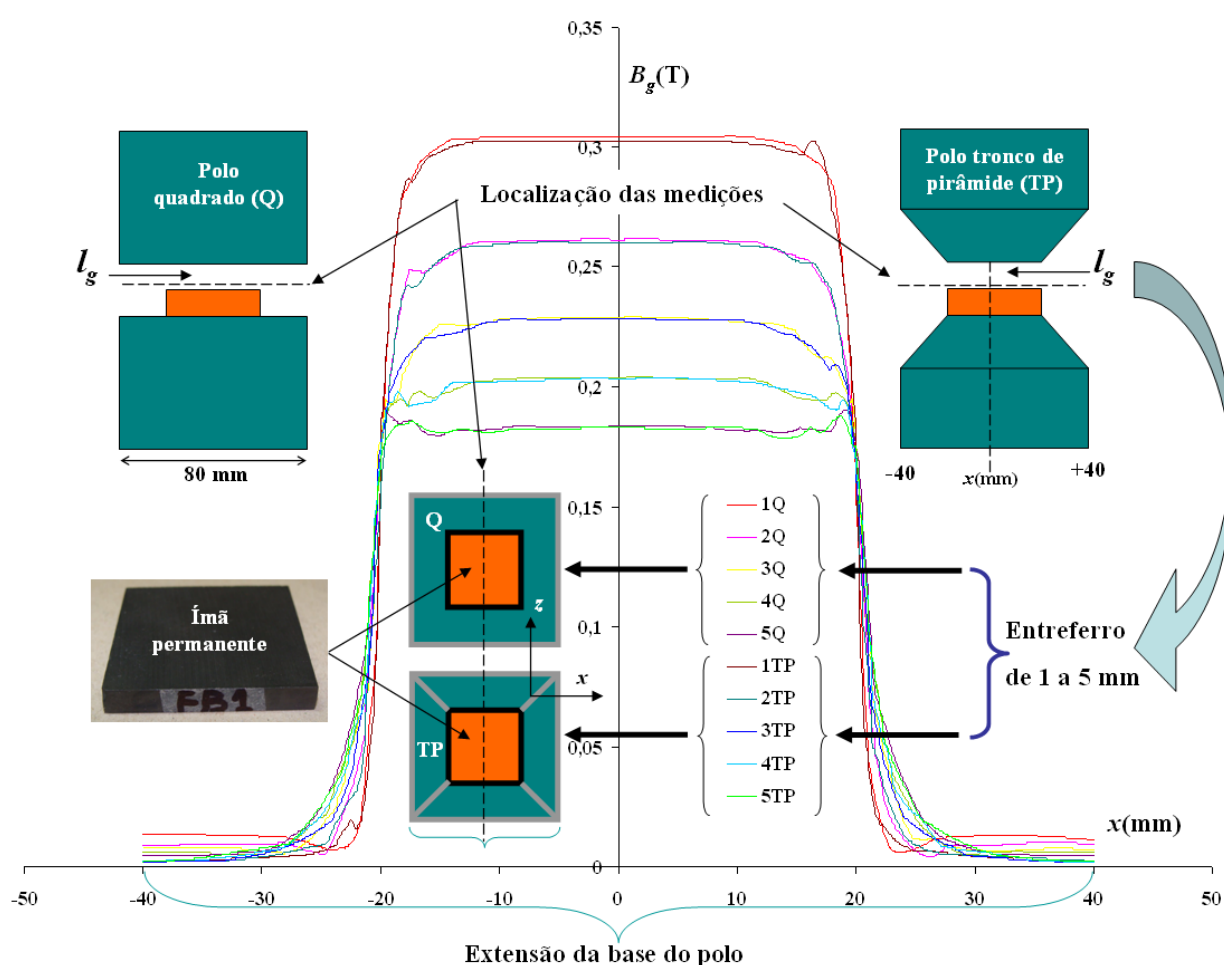 0,35
B_g(T)
Polo
quadrado (Q)
Polo tronco de
pirâmide (TP)
0,3
Localização das medições
l_g
l_g
0,25
0,2
80 mm
-40
x(mm)
+40
0,15
Q
z
1Q
2Q
3Q
4Q
5Q
0,1
Ímã
permanente
FB1
Entreferro
de 1 a 5 mm
x
TP
1TP
2TP
3TP
4TP
5TP
0,05
x(mm)
0
-50
-40
-30
-20
-10
0
10
20
30
40
50
Extensão da base do polo